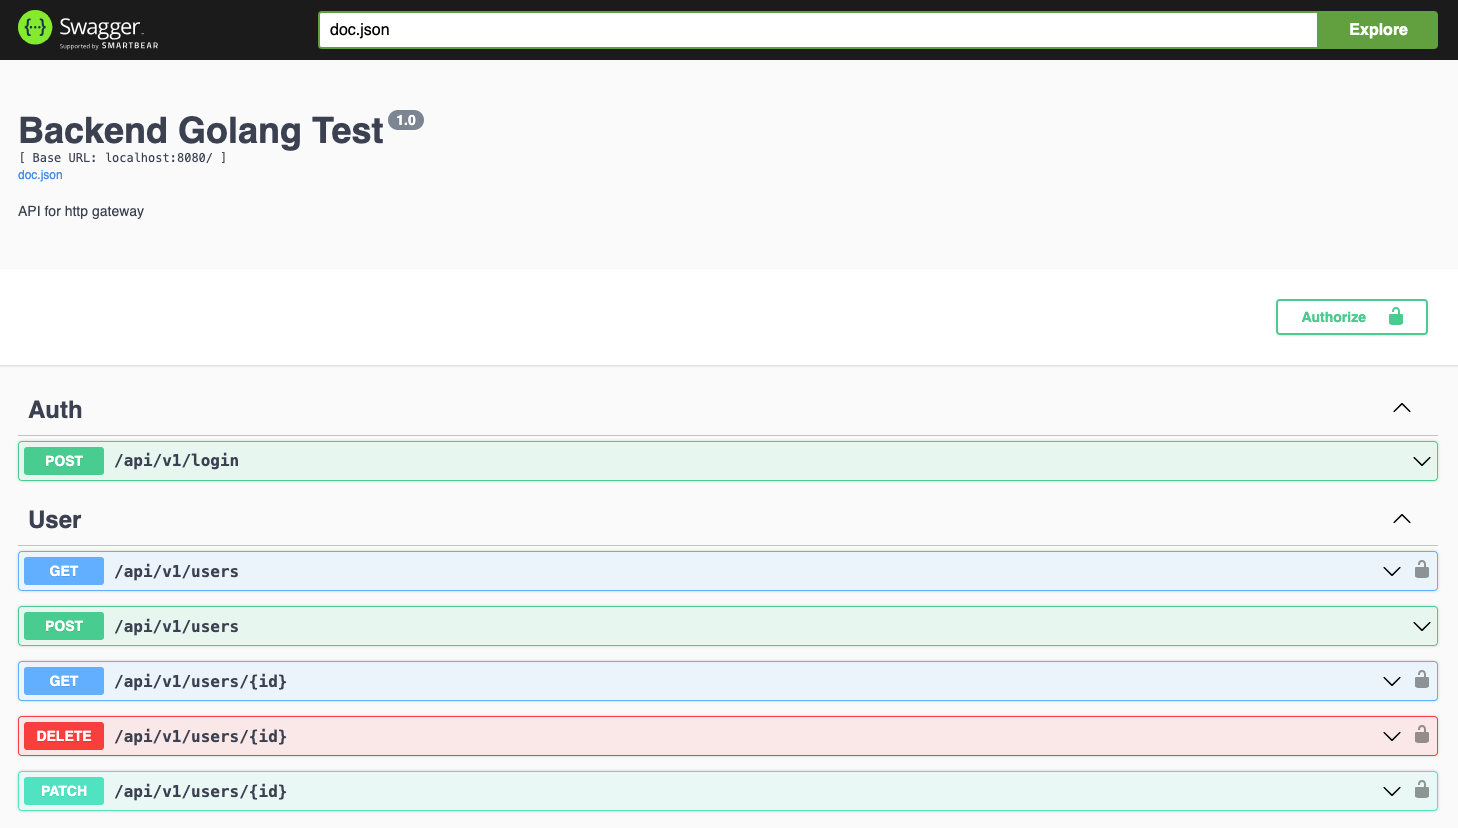 Swagger.
Supported by SMARTBEAR
doc.json
Explore
Backend Golang Test 1.0
[ Base URL: localhost:8080/ ]
doc.json
API for http gateway
Authorize
Auth
POST /api/v1/login
User
GET /api/v1/users
POST /api/v1/users
GET /api/v1/users/{id}
DELETE /api/v1/users/{id}
PATCH /api/v1/users/{id}